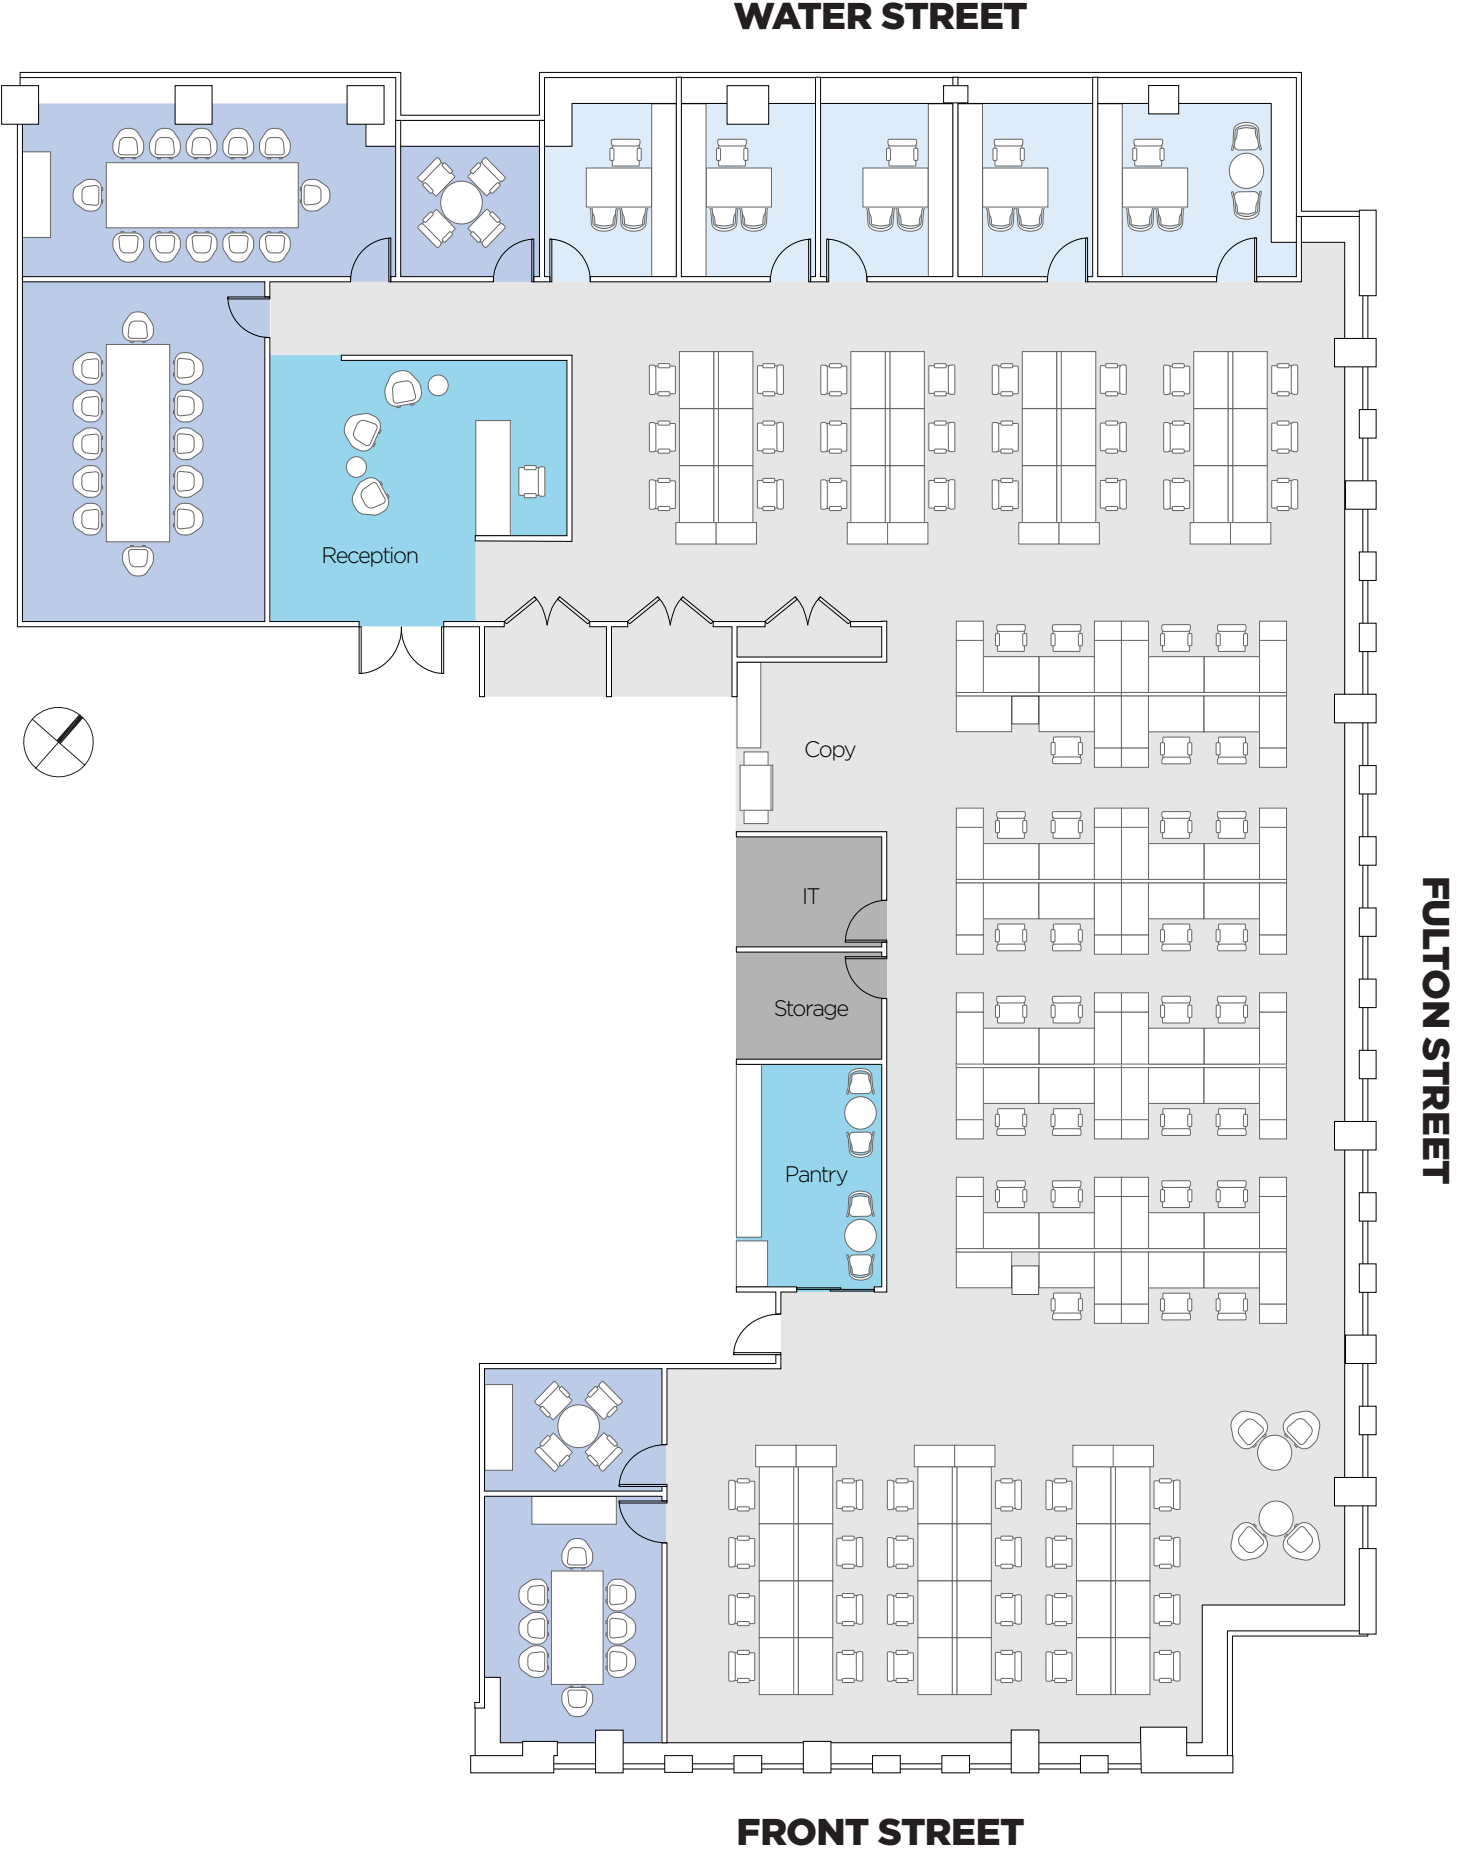 WATER STREET
Reception
Copy
IT
FULTON STREET
Storage
Pantry
FRONT STREET